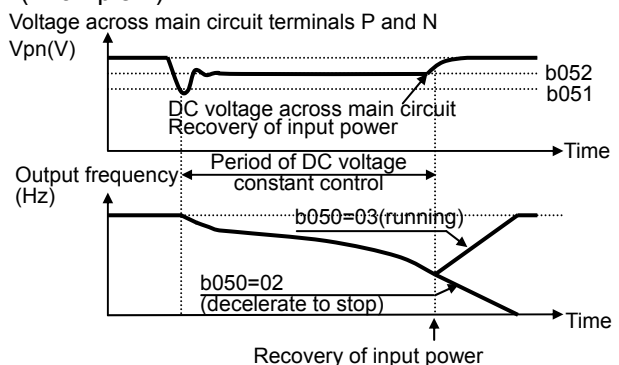 Voltage across main circuit terminals P and N
Vpn(V)
b052
b051
DC voltage across main circuit
Recovery of input power
Time
Period of DC voltage
constant control
Output frequency
(Hz)
b050=03(running)
b050=02
(decelerate to stop)
Time
Recovery of input power